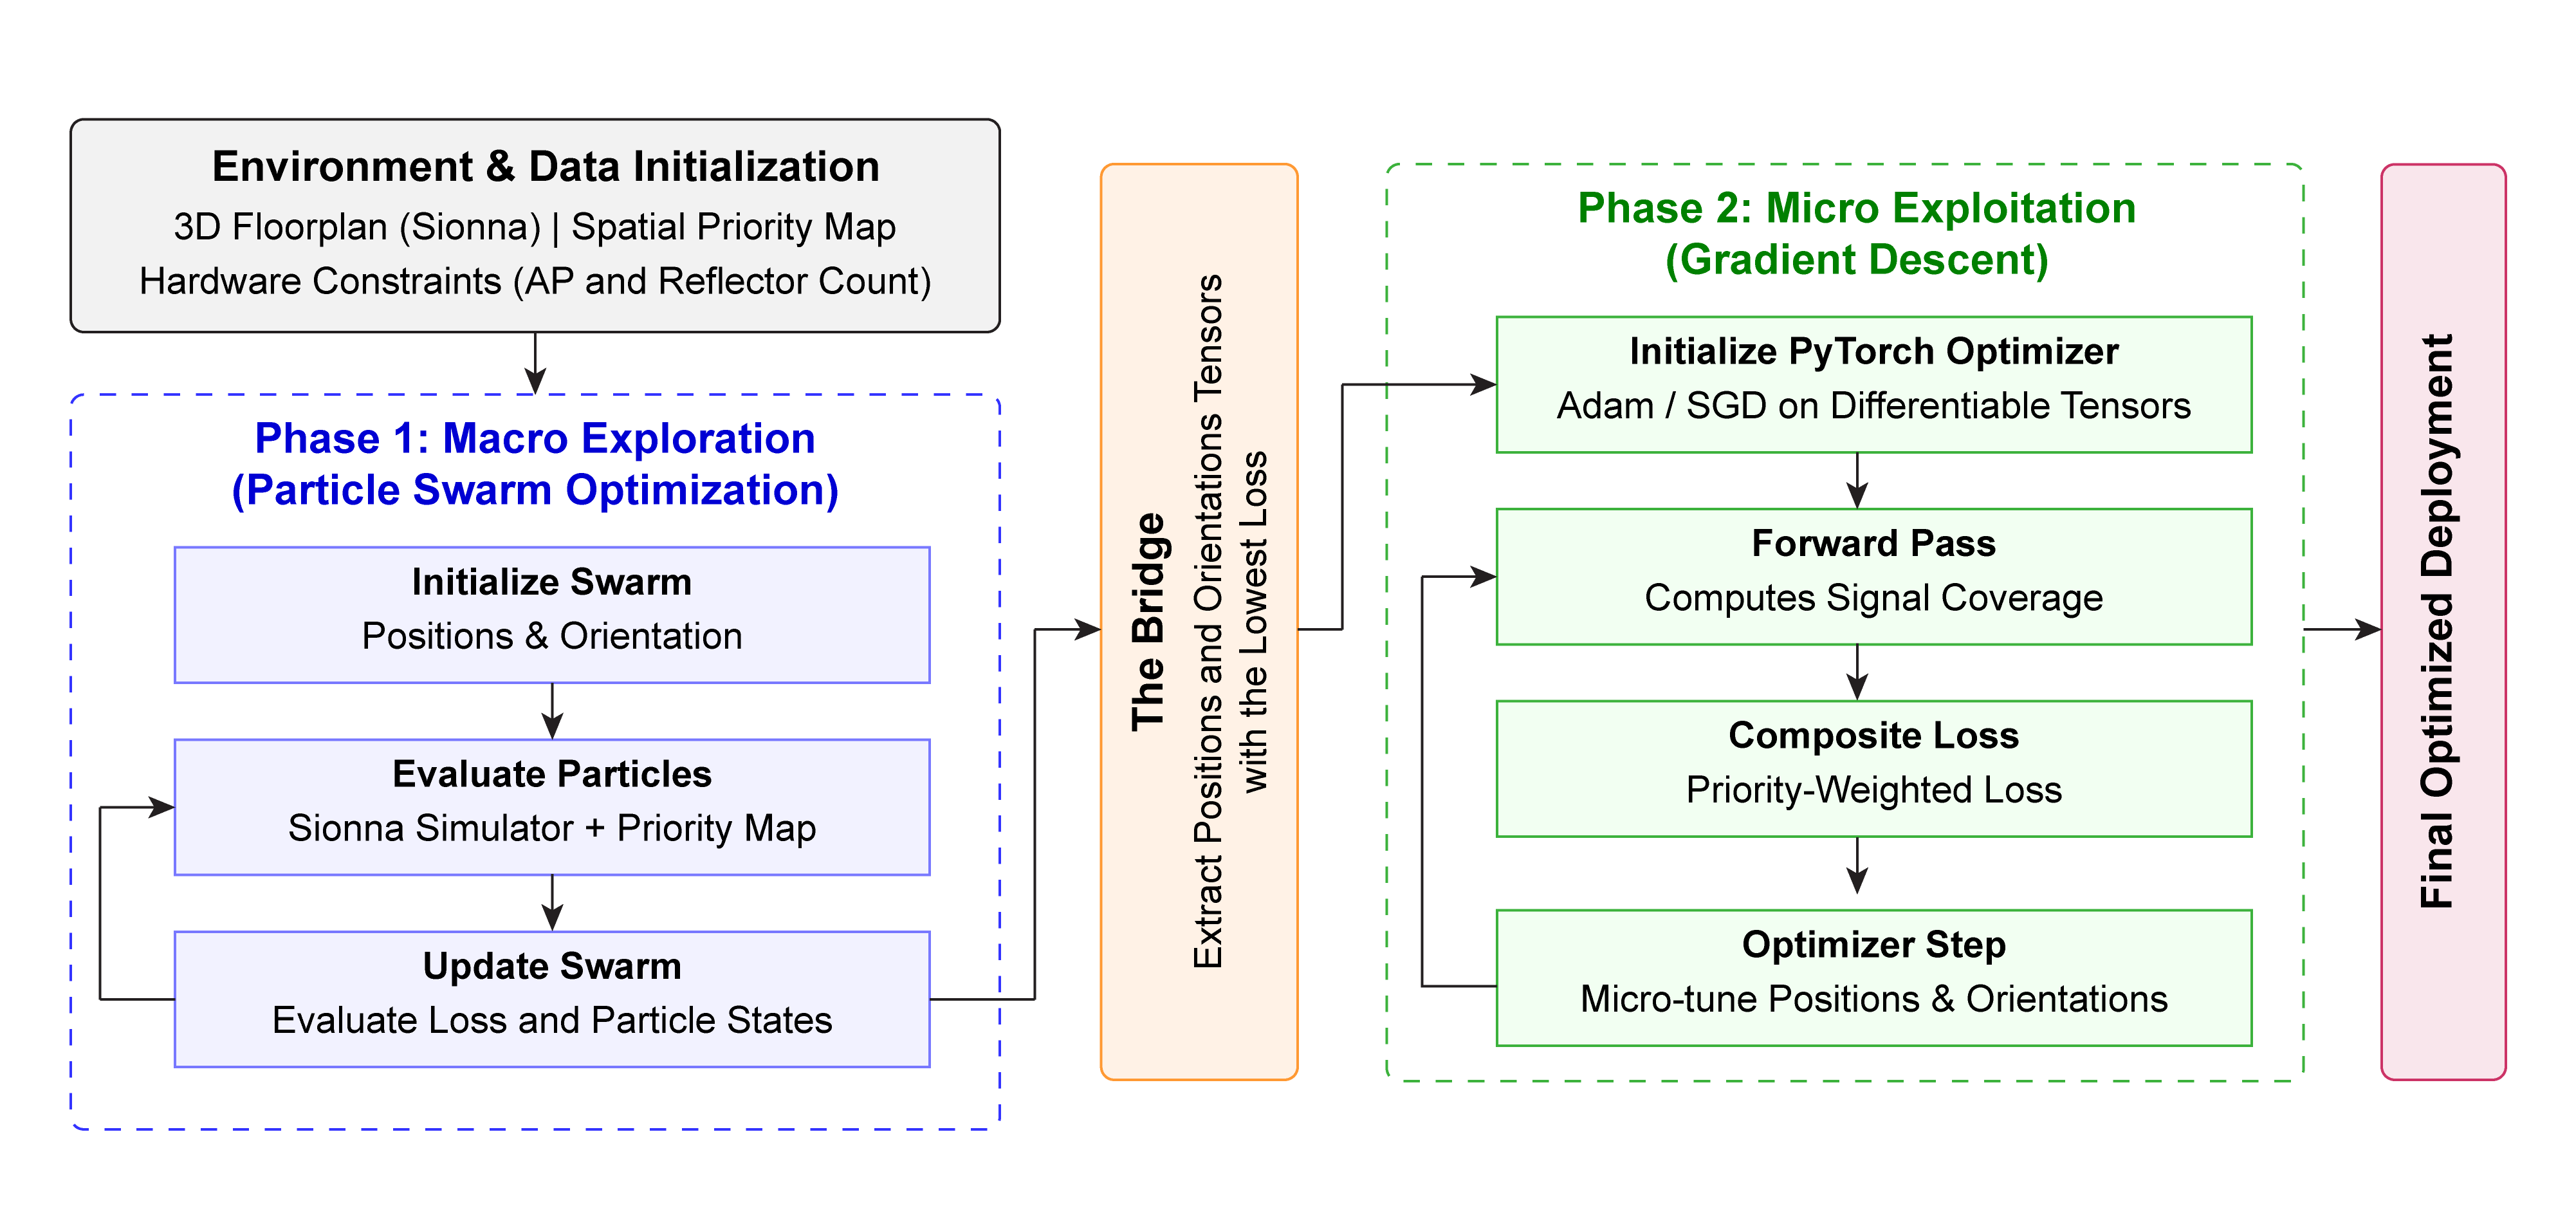 Environment & Data Initialization
3D Floorplan (Sionna) | Spatial Priority Map
Hardware Constraints (AP and Reflector Count)
Phase 1: Macro Exploration
(Particle Swarm Optimization)
Initialize Swarm
Positions & Orientation
Evaluate Particles
Sionna Simulator + Priority Map
Update Swarm
Evaluate Loss and Particle States
The Bridge
Extract Positions and Orientations Tensors
with the Lowest Loss
Phase 2: Micro Exploitation
(Gradient Descent)
Initialize PyTorch Optimizer
Adam / SGD on Differentiable Tensors
Forward Pass
Computes Signal Coverage
Composite Loss
Priority-Weighted Loss
Optimizer Step
Micro-tune Positions & Orientations
Final Optimized Deployment